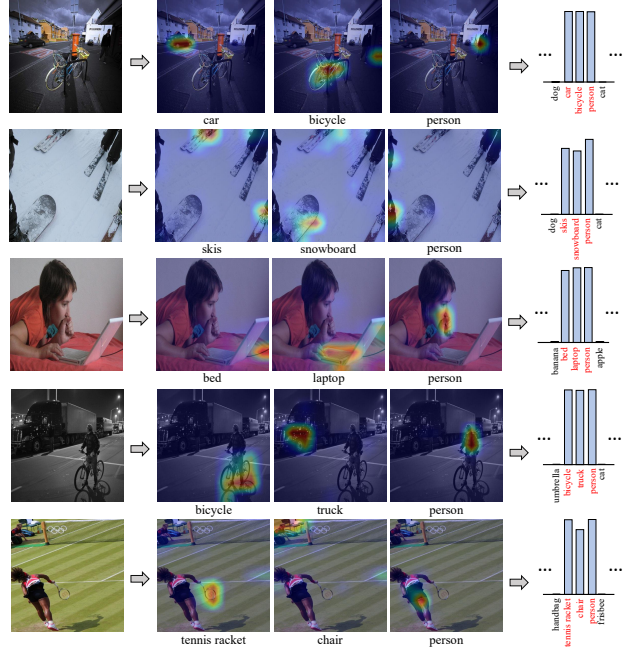 car bicycle person
... ...
dog car bicycle person cat
skis snowboard person
... ...
dog skis snowboard person cat
bed laptop person
... ...
banana bed laptop person apple
bicycle truck person
... ...
umbrella bicycle truck person cat
tennis racket chair person
... ...
handbag tennis racket chair person frisbee